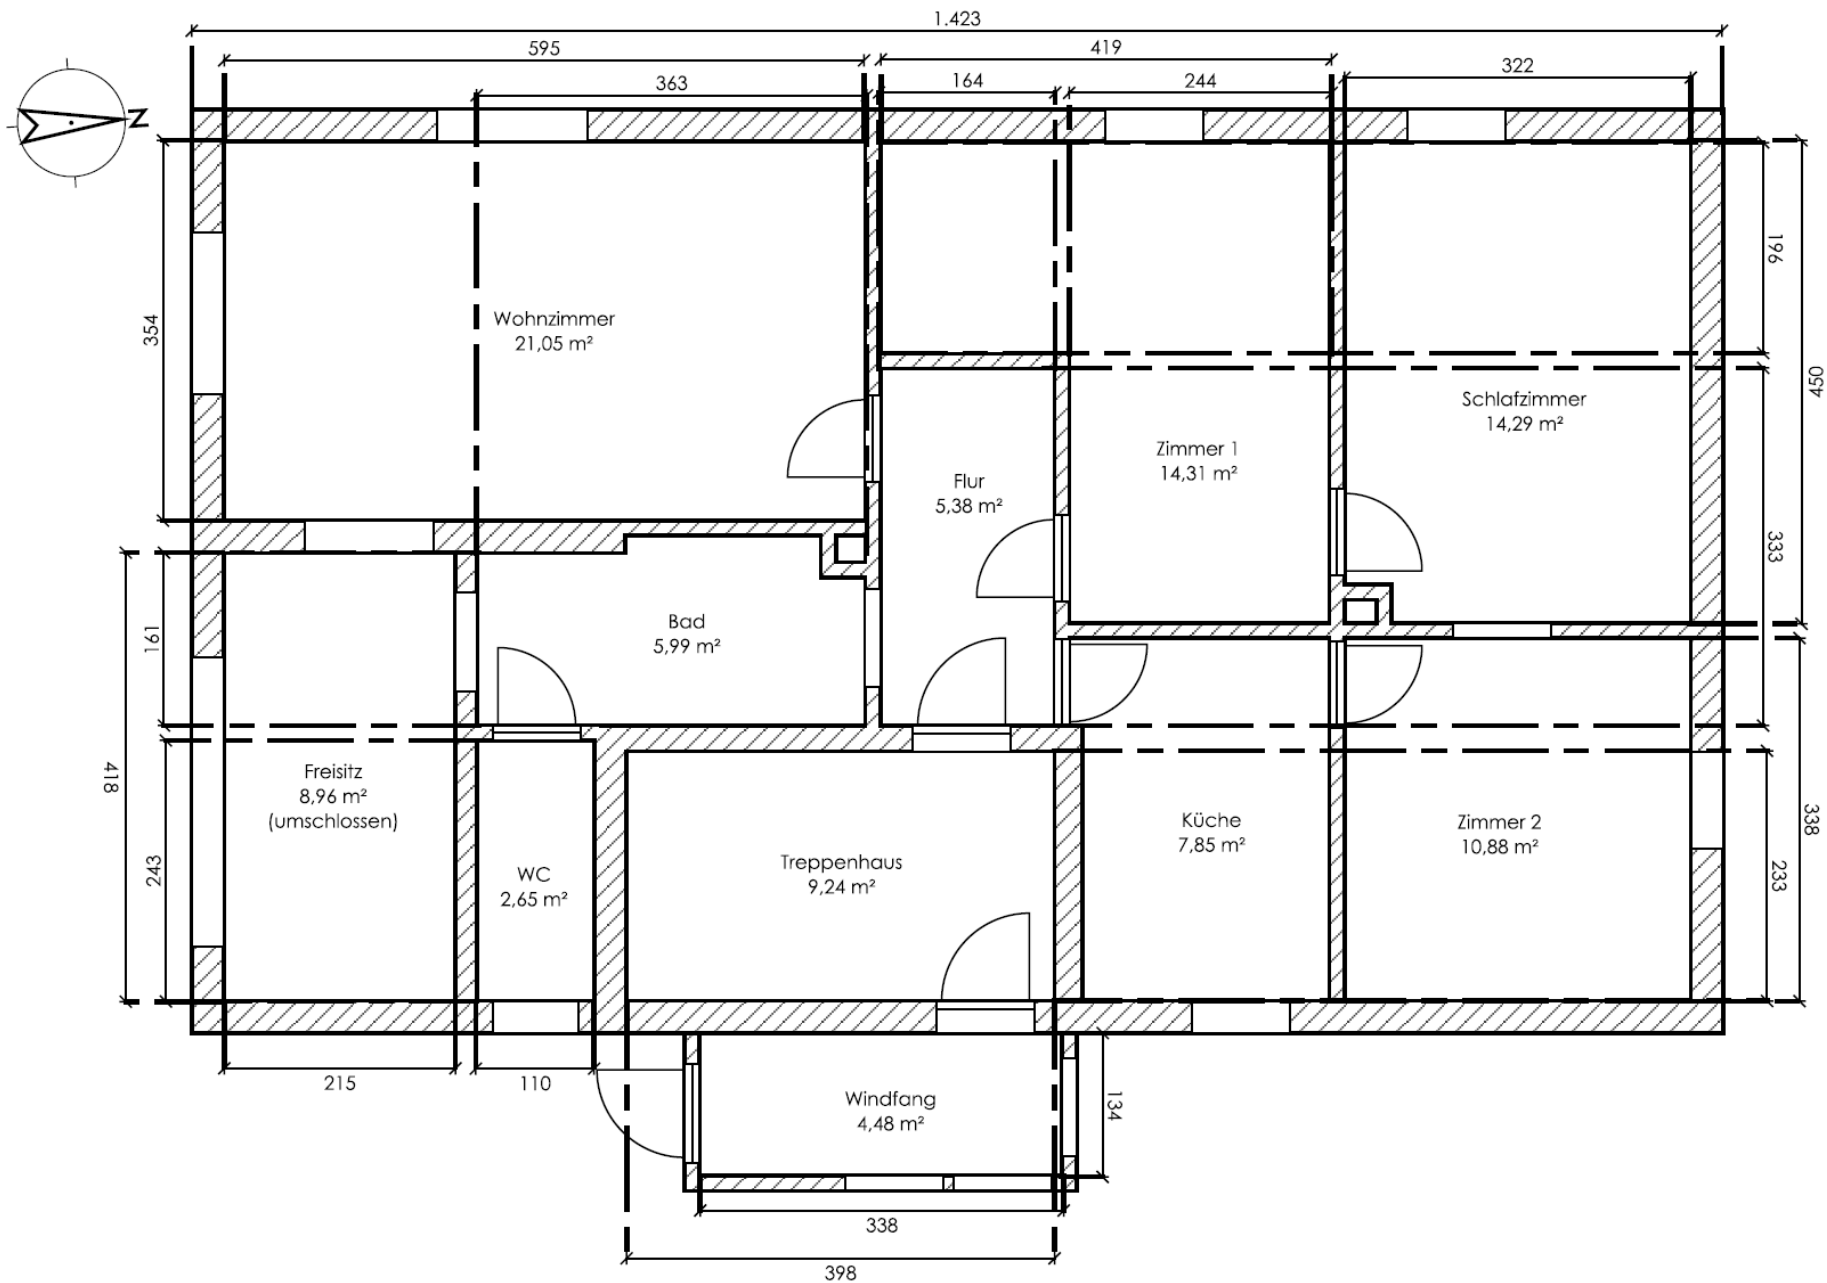 1.423
595
419
363
164
244
322
N
354
196
450
Wohnzimmer
21,05 m²
Schlafzimmer
14,29 m²
Zimmer 1
14,31 m²
Flur
5,38 m²
333
161
Bad
5,99 m²
418
243
Freisitz
8,96 m²
(umschlossen)
WC
2,65 m²
Treppenhaus
9,24 m²
Küche
7,85 m²
Zimmer 2
10,88 m²
338
233
215
110
Windfang
4,48 m²
134
338
398